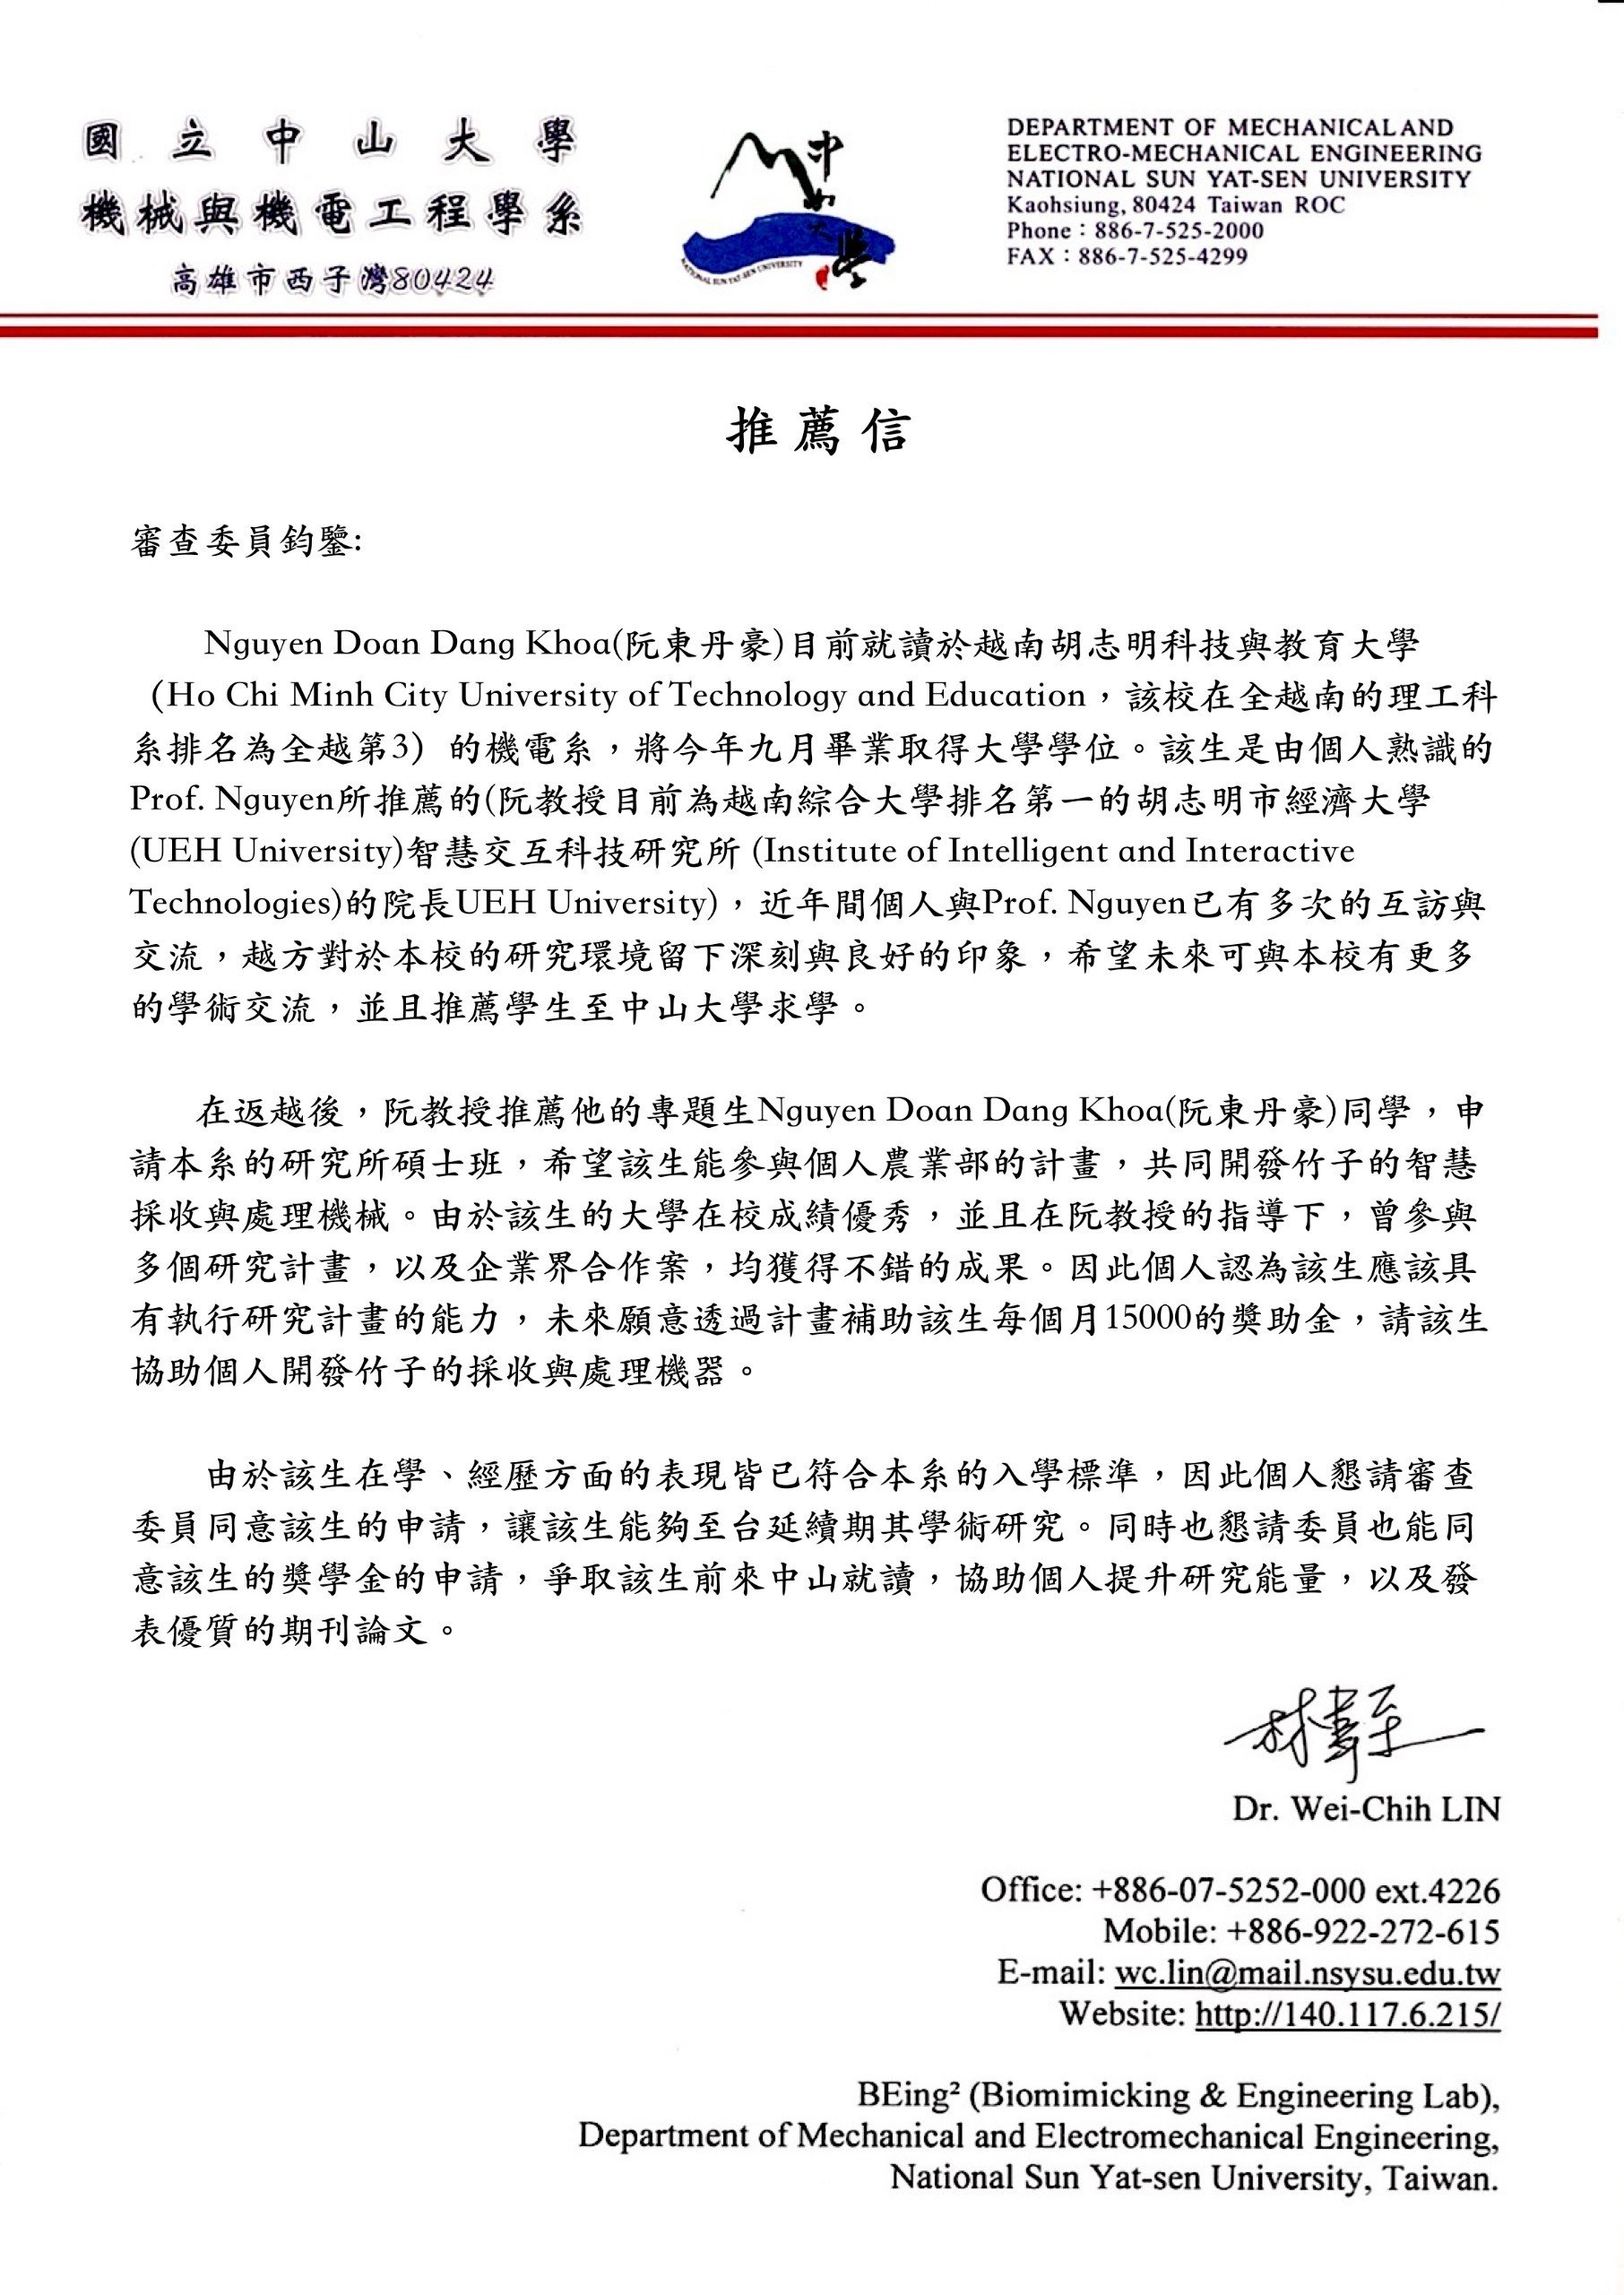 國立中山大學
機械與機電工程學系
高雄市西子灣80424
中山大學
NATIONAL SUN YAT-SEN UNIVERSITY
DEPARTMENT OF MECHANICAL AND
ELECTRO-MECHANICAL ENGINEERING
NATIONAL SUN YAT-SEN UNIVERSITY
Kaohsiung, 80424 Taiwan ROC
Phone：886-7-525-2000
FAX：886-7-525-4299
推薦信
審查委員鈞鑒:
Nguyen Doan Dang Khoa(阮東丹豪)目前就讀於越南胡志明科技與教育大學
（Ho Chi Minh City University of Technology and Education，該校在全越南的理工科
系排名為全越第3）的機電系，將今年九月畢業取得大學學位。該生是由個人熟識的
Prof. Nguyen所推薦的(阮教授目前為越南綜合大學排名第一的胡志明市經濟大學
(UEH University)智慧交互科技研究所 (Institute of Intelligent and Interactive
Technologies)的院長UEH University)，近年間個人與Prof. Nguyen已有多次的互訪與
交流，越方對於本校的研究環境留下深刻與良好的印象，希望未來可與本校有更多
的學術交流，並且推薦學生至中山大學求學。
在返越後，阮教授推薦他的專題生Nguyen Doan Dang Khoa(阮東丹豪)同學，申
請本系的研究所碩士班，希望該生能參與個人農業部的計畫，共同開發竹子的智慧
採收與處理機械。由於該生的大學在校成績優秀，並且在阮教授的指導下，曾參與
多個研究計畫，以及企業界合作案，均獲得不錯的成果。因此個人認為該生應該具
有執行研究計畫的能力，未來願意透過計畫補助該生每個月15000的獎助金，請該生
協助個人開發竹子的採收與處理機器。
由於該生在學、經歷方面的表現皆已符合本系的入學標準，因此個人懇請審查
委員同意該生的申請，讓該生能夠至台延續期其學術研究。同時也懇請委員也能同
意該生的獎學金的申請，爭取該生前來中山就讀，協助個人提升研究能量，以及發
表優質的期刊論文。
林韋至
Dr. Wei-Chih LIN
Office: +886-07-5252-000 ext.4226
Mobile: +886-922-272-615
E-mail: wc.lin@mail.nsysu.edu.tw
Website: http://140.117.6.215/
BEing² (Biomimicking & Engineering Lab),
Department of Mechanical and Electromechanical Engineering,
National Sun Yat-sen University, Taiwan.